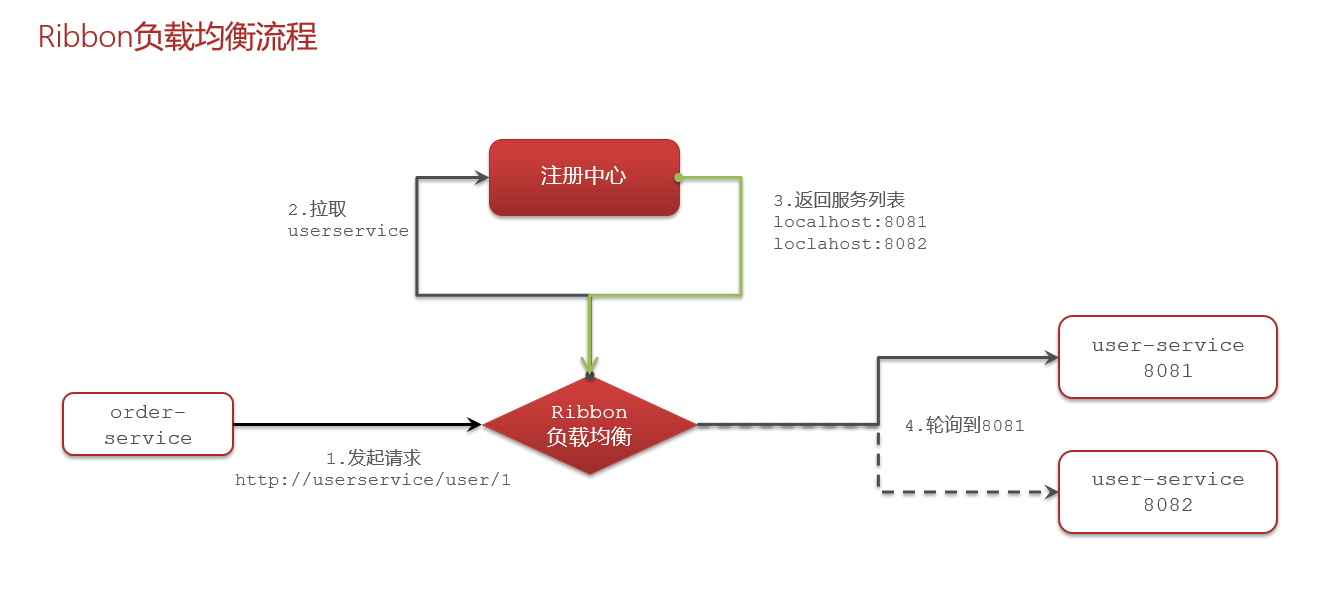 Ribbon负载均衡流程
注册中心
2.拉取
userservice
3.返回服务列表
localhost:8081
loclahost:8082
order-
service
1.发起请求
http://userservice/user/1
Ribbon
负载均衡
4.轮询到8081
user-service
8081
user-service
8082